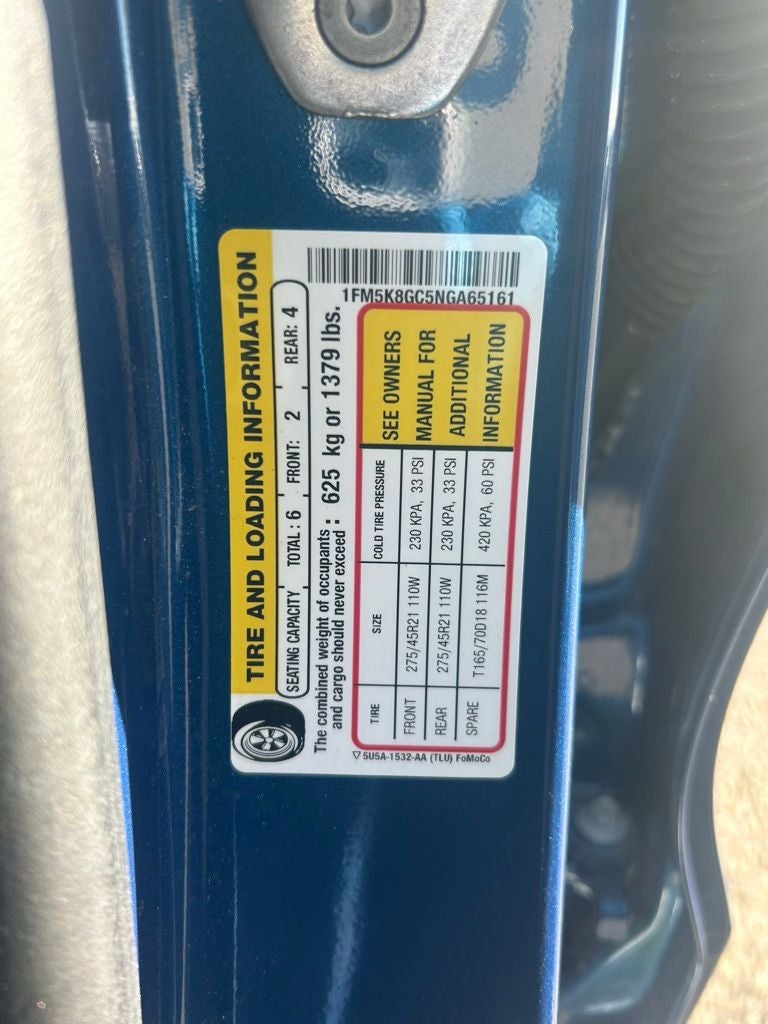 TIRE AND LOADING INFORMATION
SEATING CAPACITY TOTAL: 6 FRONT: 2 REAR: 4
The combined weight of occupants
and cargo should never exceed : 625 kg or 1379 lbs.
TIRE SIZE COLD TIRE PRESSURE
FRONT 275/45R21 110W 230 KPA, 33 PSI
REAR 275/45R21 110W 230 KPA, 33 PSI
SPARE T165/70D18 116M 420 KPA, 60 PSI
SEE OWNERS
MANUAL FOR
ADDITIONAL
INFORMATION
5U5A-1532-AA (TLU) FoMoCo
1FM5K8GC5NGA65161